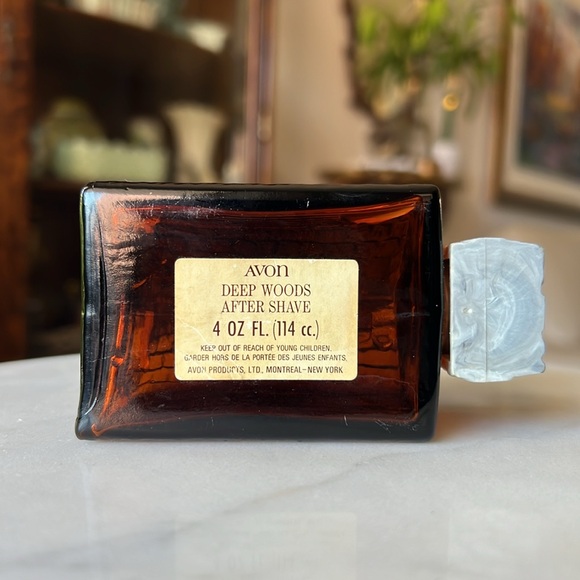 AVON
DEEP WOODS
AFTER SHAVE
4 OZ FL. (114 cc.)
KEEP OUT OF REACH OF YOUNG CHILDREN.
GARDER HORS DE LA PORTÉE DES JEUNES ENFANTS.
AVON PRODUCTS, LTD., MONTREAL-NEW YORK